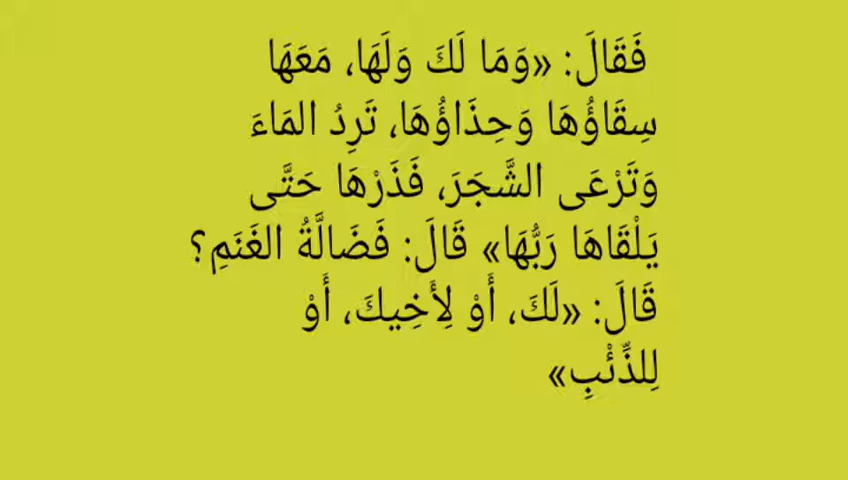 فَقَالَ: «وَمَا لَكَ وَلَهَا، مَعَهَا
سِقَاؤُهَا وَحِذَاؤُهَا، تَرِدُ المَاءَ
وَتَرْعَى الشَّجَرَ، فَذَرْهَا حَتَّى
يَلْقَاهَا رَبُّهَا» قَالَ: فَضَالَّةُ الغَنَمِ؟
قَالَ: «لَكَ، أَوْ لِأَخِيكَ، أَوْ
لِلذِّئْبِ»